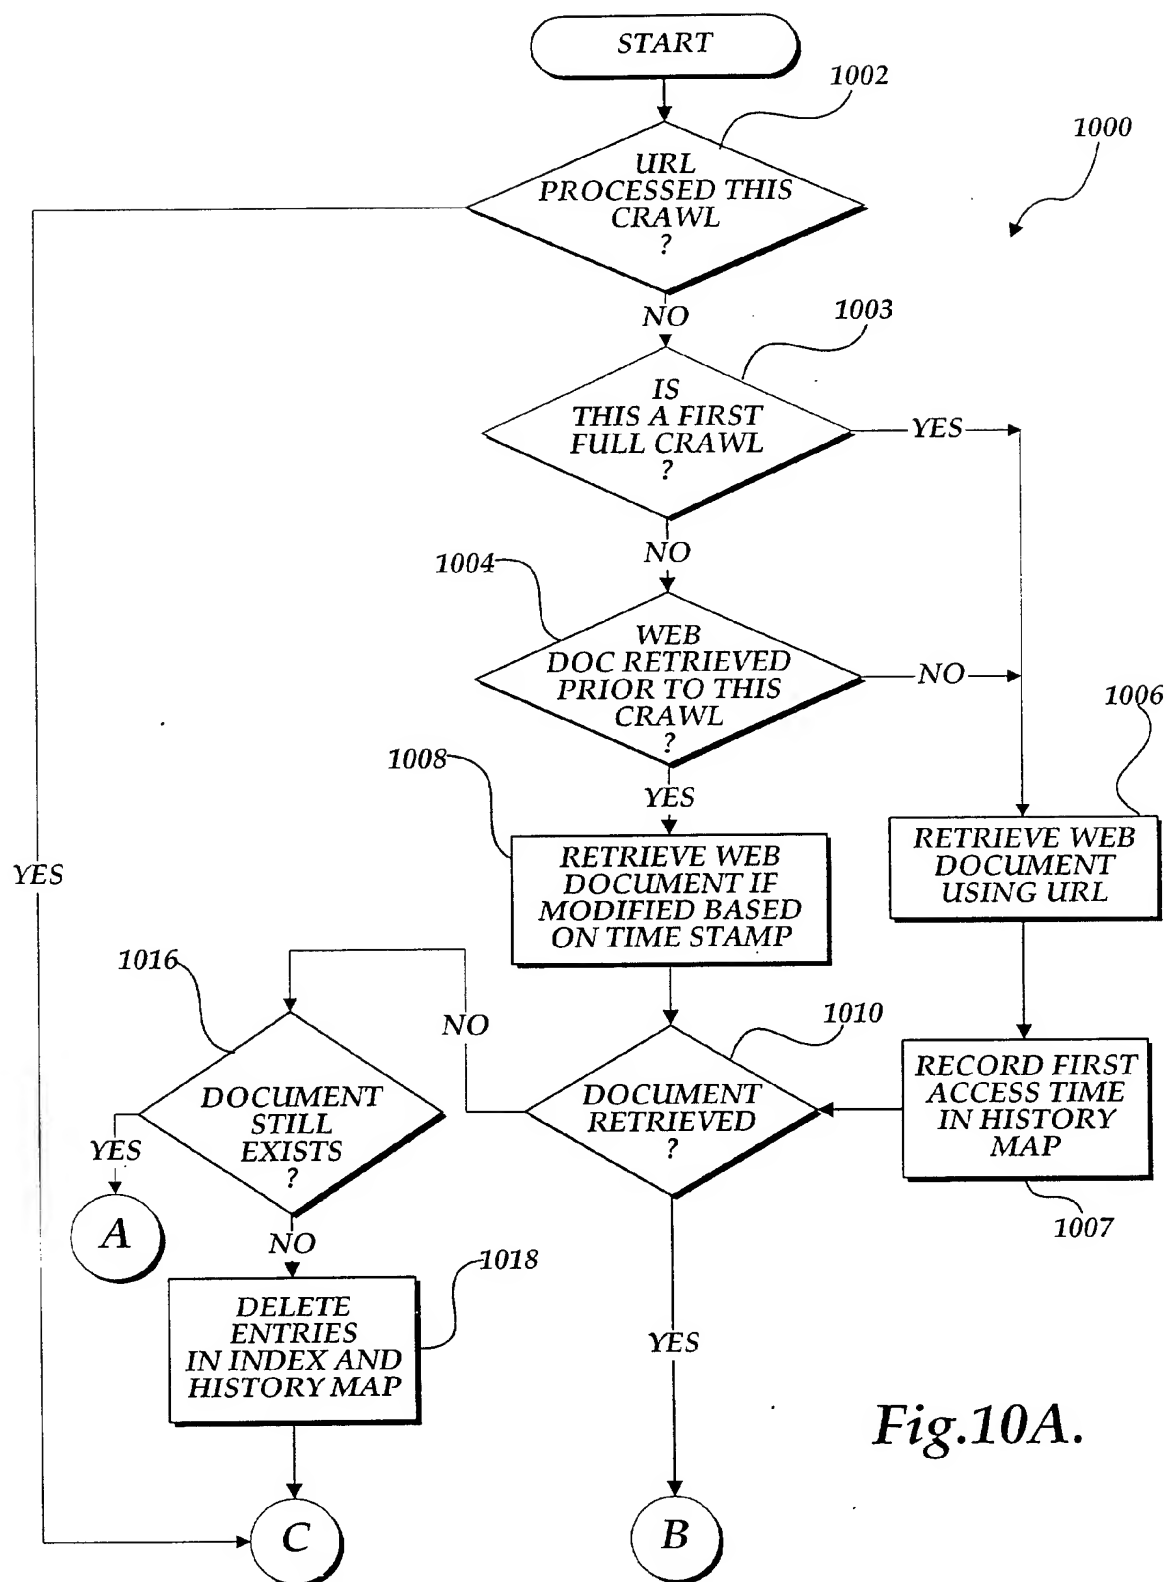 START
1002
1000
URL
PROCESSED THIS
CRAWL
?
NO
1003
IS
THIS A FIRST
FULL CRAWL
?
YES
NO
1004
WEB
DOC RETRIEVED
PRIOR TO THIS
CRAWL
?
NO
1006
1008
YES
RETRIEVE WEB
DOCUMENT IF
MODIFIED BASED
ON TIME STAMP
RETRIEVE WEB
DOCUMENT
USING URL
YES
1016
NO
1010
DOCUMENT
STILL
EXISTS
?
DOCUMENT
RETRIEVED
?
RECORD FIRST
ACCESS TIME
IN HISTORY
MAP
YES
A
1007
NO
1018
DELETE
ENTRIES
IN INDEX AND
HISTORY MAP
YES
Fig.10A.
C
B